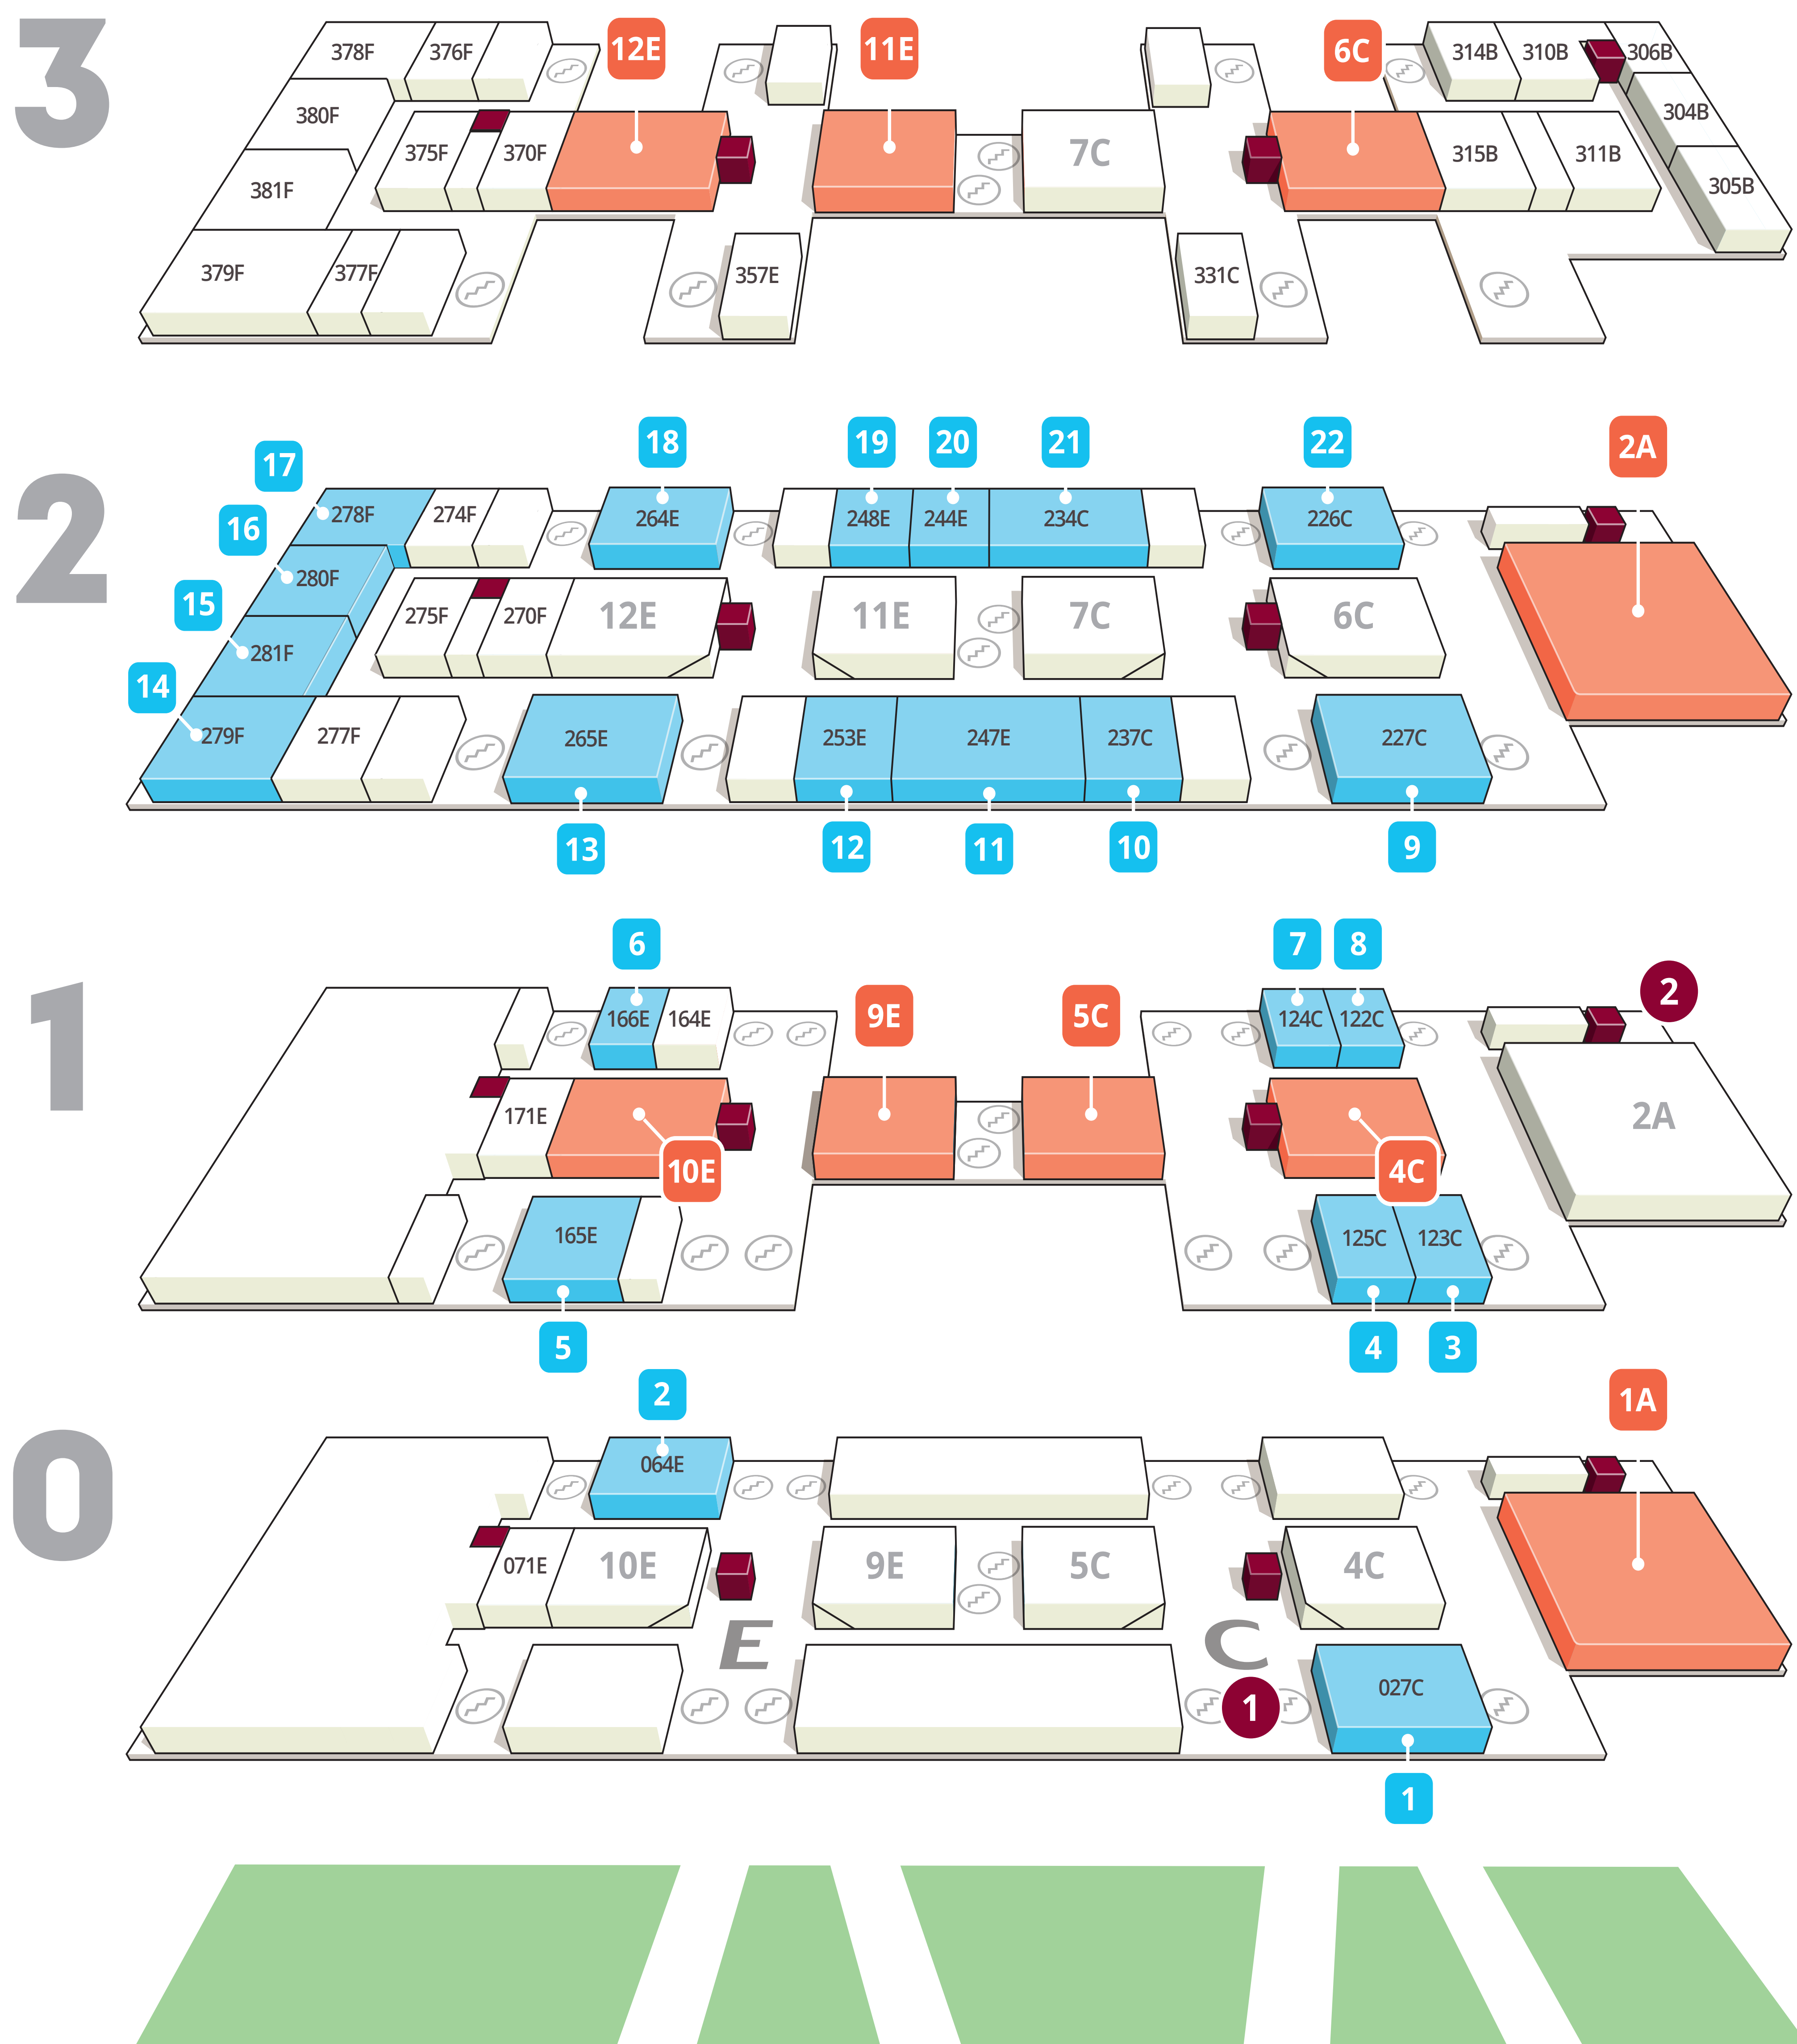 3
12E
11E
6C
378F
376F
314B
310B
306B
380F
304B
375F
370F
7C
315B
311B
381F
305B
379F
377F
357E
331C
2
17
18
19
20
21
22
2A
16
278F
274F
264E
248E
244E
234C
226C
15
280F
275F
270F
12E
11E
7C
6C
14
281F
279F
277F
265E
253E
247E
237C
227C
13
12
11
10
9
1
6
7
8
2
9E
5C
166E
164E
124C
122C
171E
2A
10E
4C
165E
125C
123C
5
4
3
0
2
1A
064E
071E
10E
9E
5C
4C
E
C
1
027C
1